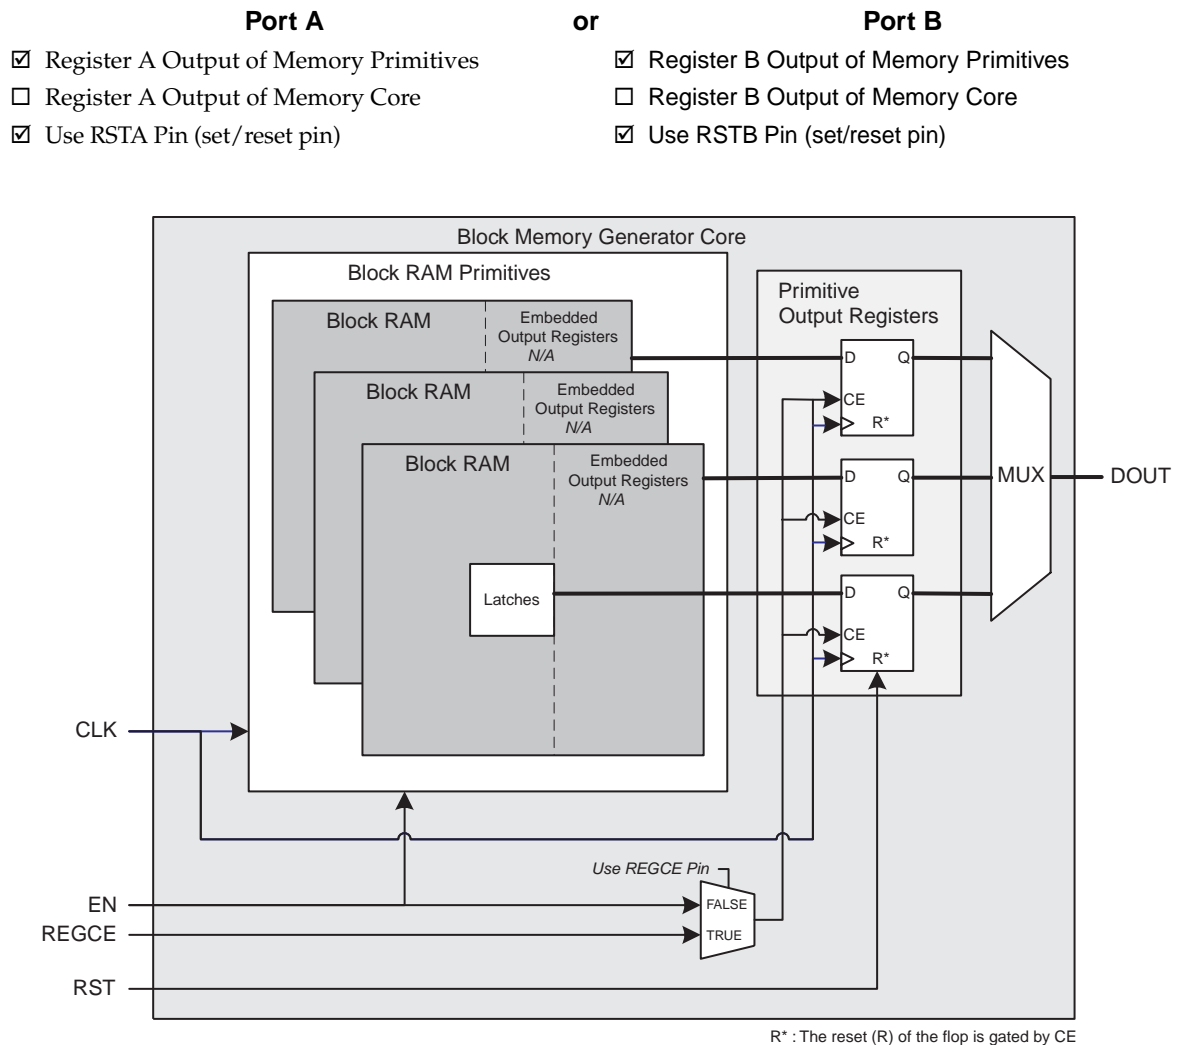 Port A or Port B
☑ Register A Output of Memory Primitives
☐ Register A Output of Memory Core
☑ Use RSTA Pin (set/reset pin)
☑ Register B Output of Memory Primitives
☐ Register B Output of Memory Core
☑ Use RSTB Pin (set/reset pin)
Block Memory Generator Core
Block RAM Primitives
Block RAM
Embedded
Output Registers
N/A
Block RAM
Embedded
Output Registers
N/A
Block RAM
Embedded
Output Registers
N/A
Latches
Primitive
Output Registers
D Q
CE
R*
D Q
CE
R*
D Q
CE
R*
MUX
DOUT
CLK
Use REGCE Pin
EN
FALSE
REGCE
TRUE
RST
R* : The reset (R) of the flop is gated by CE